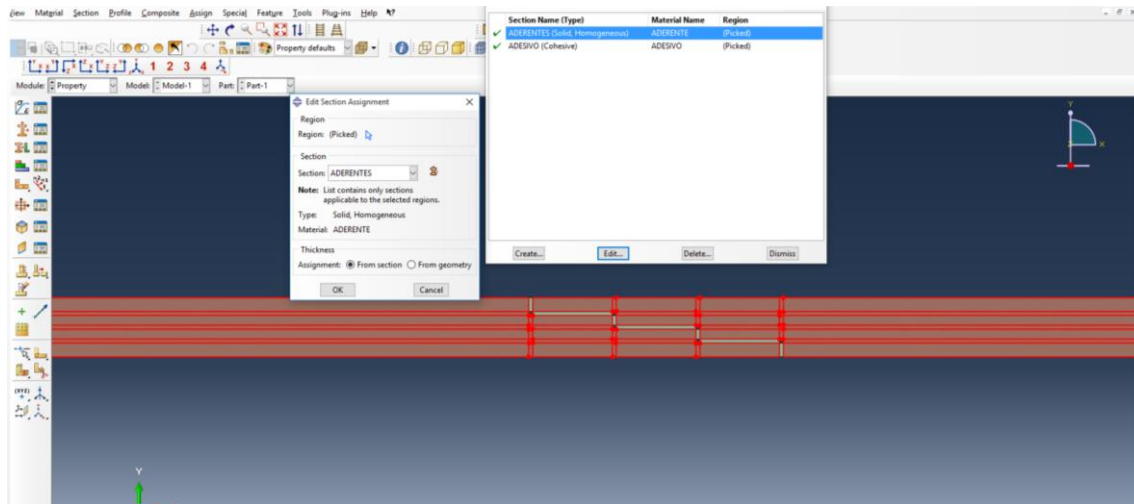 View Material Section Profile Composite Assign Special Feature Tools Plug-ins Help
Property defaults
1 2 3 4
Module: Property Model: Model-1 Part: Part-1
Section Name (Type) Material Name Region
ADERENTES (Solid, Homogeneous) ADERENTE (Picked)
ADESIVO (Cohesive) ADESIVO (Picked)
Create... Edit... Delete... Dismiss
Edit Section Assignment
Region
Region: (Picked)
Section
Section: ADERENTES
Note: List contains only sections
applicable to the selected regions.
Type: Solid, Homogeneous
Material: ADERENTE
Thickness
Assignment: From section From geometry
OK Cancel
Y
X
(XYZ)
Y